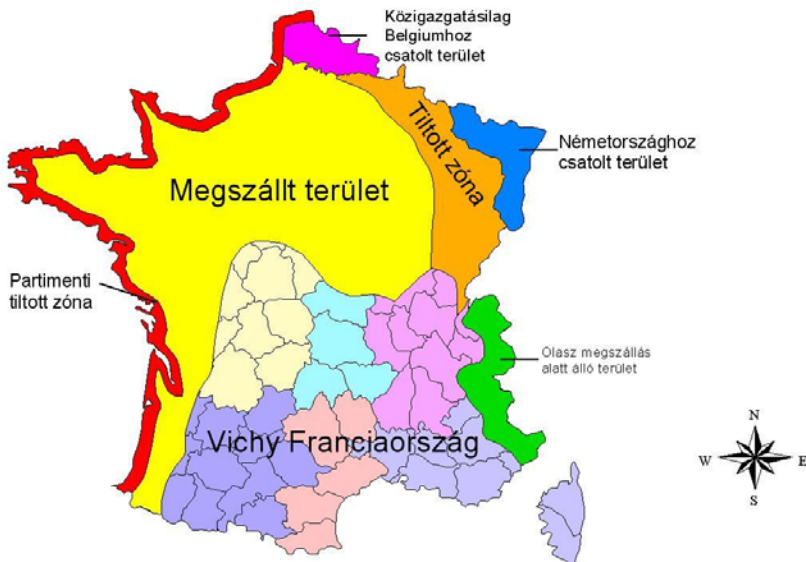 Közigazgatásilag
Belgiumhoz
csatolt terület
Tiltott zóna
Németországhoz
csatolt terület
Megszállt terület
Partimenti
tiltott zóna
Olasz megszállás
alatt álló terület
Vichy Franciaország
N
W
E
S